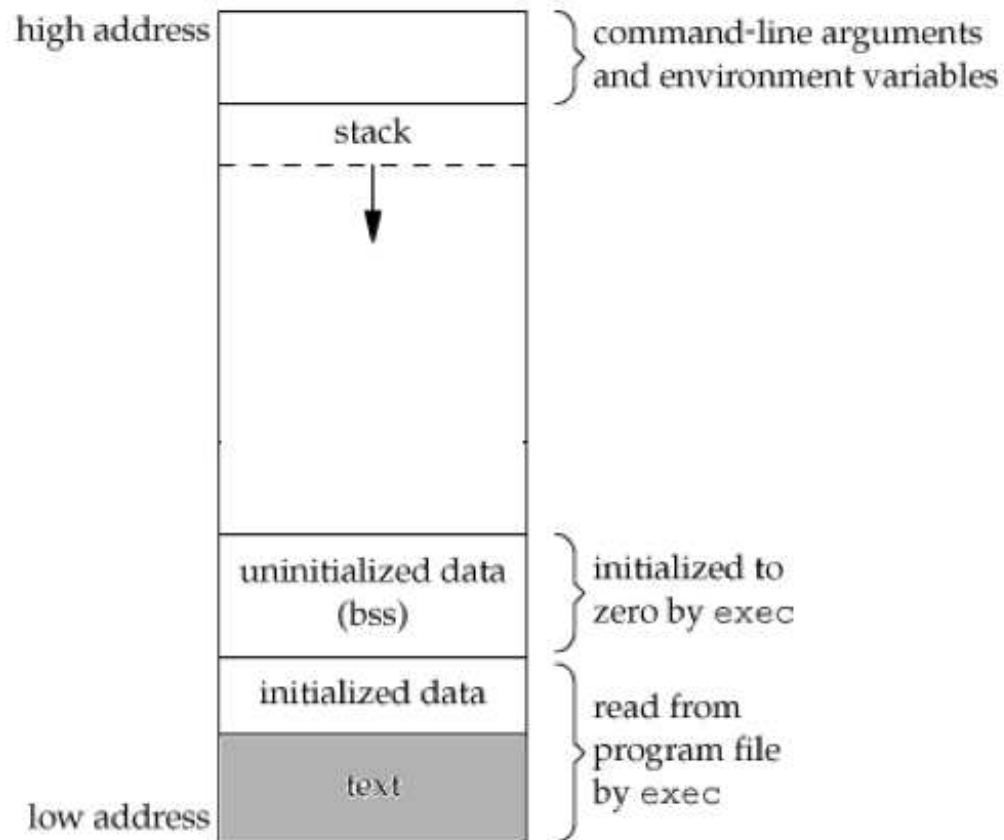 high address
command-line arguments
and environment variables
stack
uninitialized data
(bss)
initialized to
zero by exec
initialized data
read from
program file
by exec
text
low address